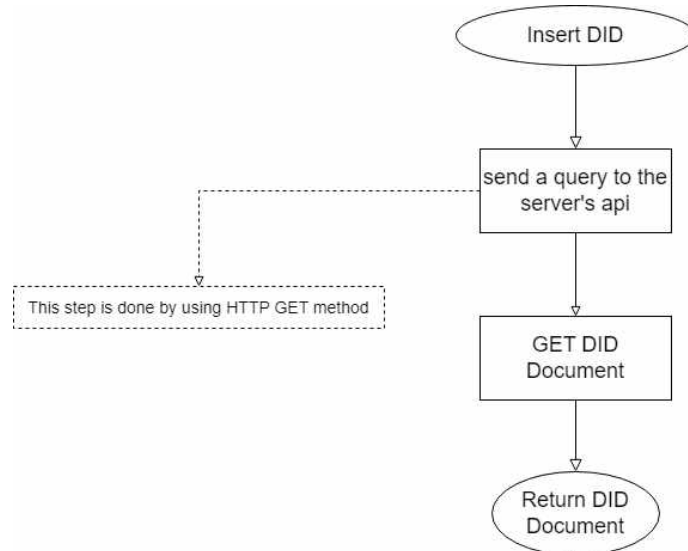 Insert DID
send a query to the
server's api
This step is done by using HTTP GET method
GET DID
Document
Return DID
Document